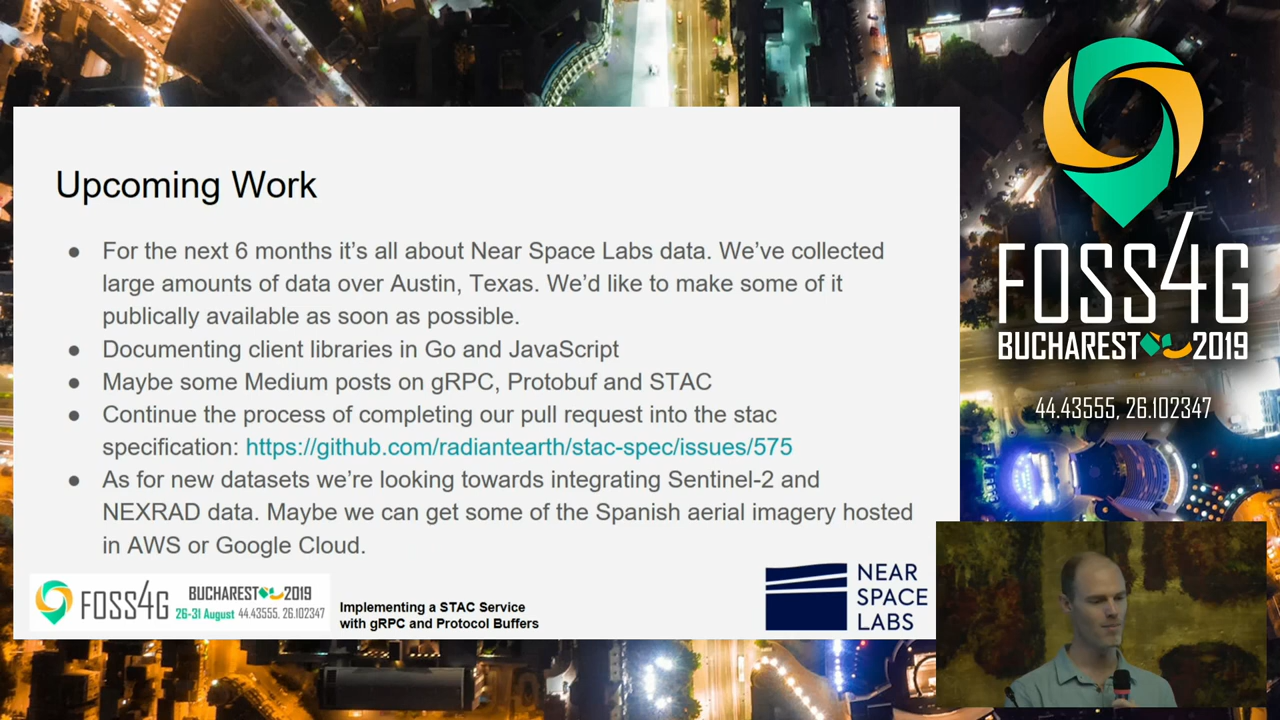 Upcoming Work
● For the next 6 months it's all about Near Space Labs data. We've collected
large amounts of data over Austin, Texas. We'd like to make some of it
publically available as soon as possible.
● Documenting client libraries in Go and JavaScript
● Maybe some Medium posts on gRPC, Protobuf and STAC
● Continue the process of completing our pull request into the stac
specification: https://github.com/radiantearth/stac-spec/issues/575
● As for new datasets we're looking towards integrating Sentinel-2 and
NEXRAD data. Maybe we can get some of the Spanish aerial imagery hosted
in AWS or Google Cloud.
FOSS4G
BUCHAREST 2019
26-31 August 44.43555, 26.102347
Implementing a STAC Service
with gRPC and Protocol Buffers
NEAR
SPACE
LABS
FOSS4G
BUCHAREST 2019
44.43555, 26.102347